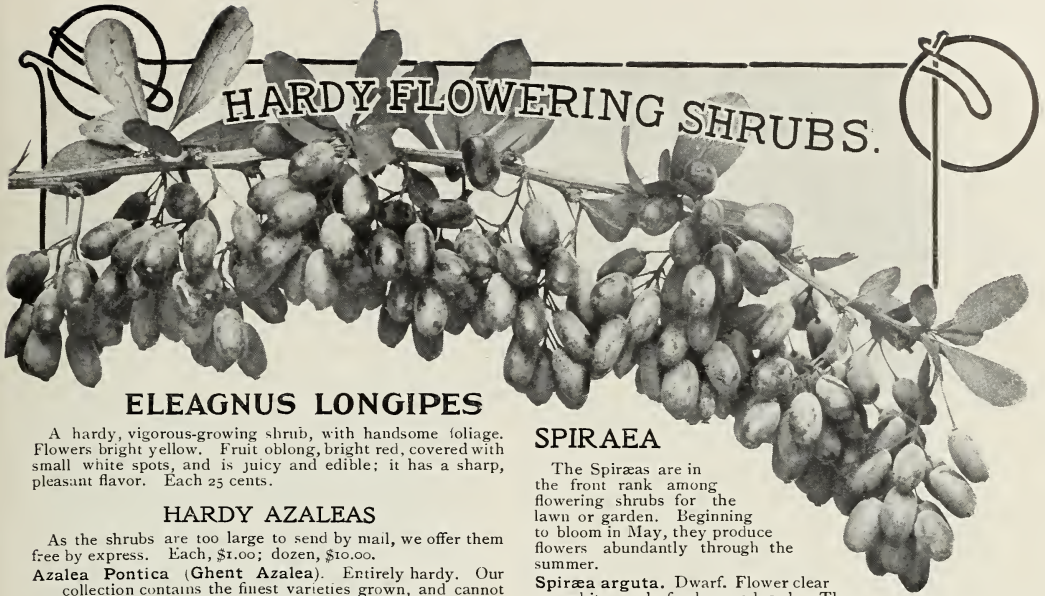 HARDY FLOWERING SHRUBS.
ELEAGNUS LONGIPES
A hardy, vigorous-growing shrub, with handsome foliage.
Flowers bright yellow. Fruit oblong, bright red, covered with
small white spots, and is juicy and edible; it has a sharp,
pleasant flavor. Each 25 cents.
HARDY AZALEAS
As the shrubs are too large to send by mail, we offer them
free by express. Each, $1.00; dozen, $10.00.
Azalea Pontica (Ghent Azalea). Entirely hardy. Our
collection contains the finest varieties grown, and cannot
SPIRAEA
The Spiræas are in
the front rank among
flowering shrubs for the
lawn or garden. Beginning
to bloom in May, they produce
flowers abundantly through the
summer.
Spiræa arguta. Dwarf. Flower clear